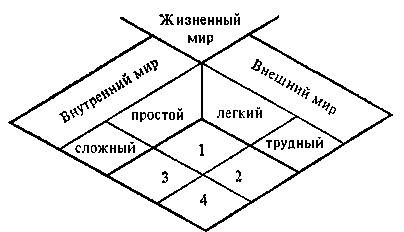 Жизненный
мир
Внутренний мир
Внешний мир
простой
легкий
сложный
трудный
1
3
2
4